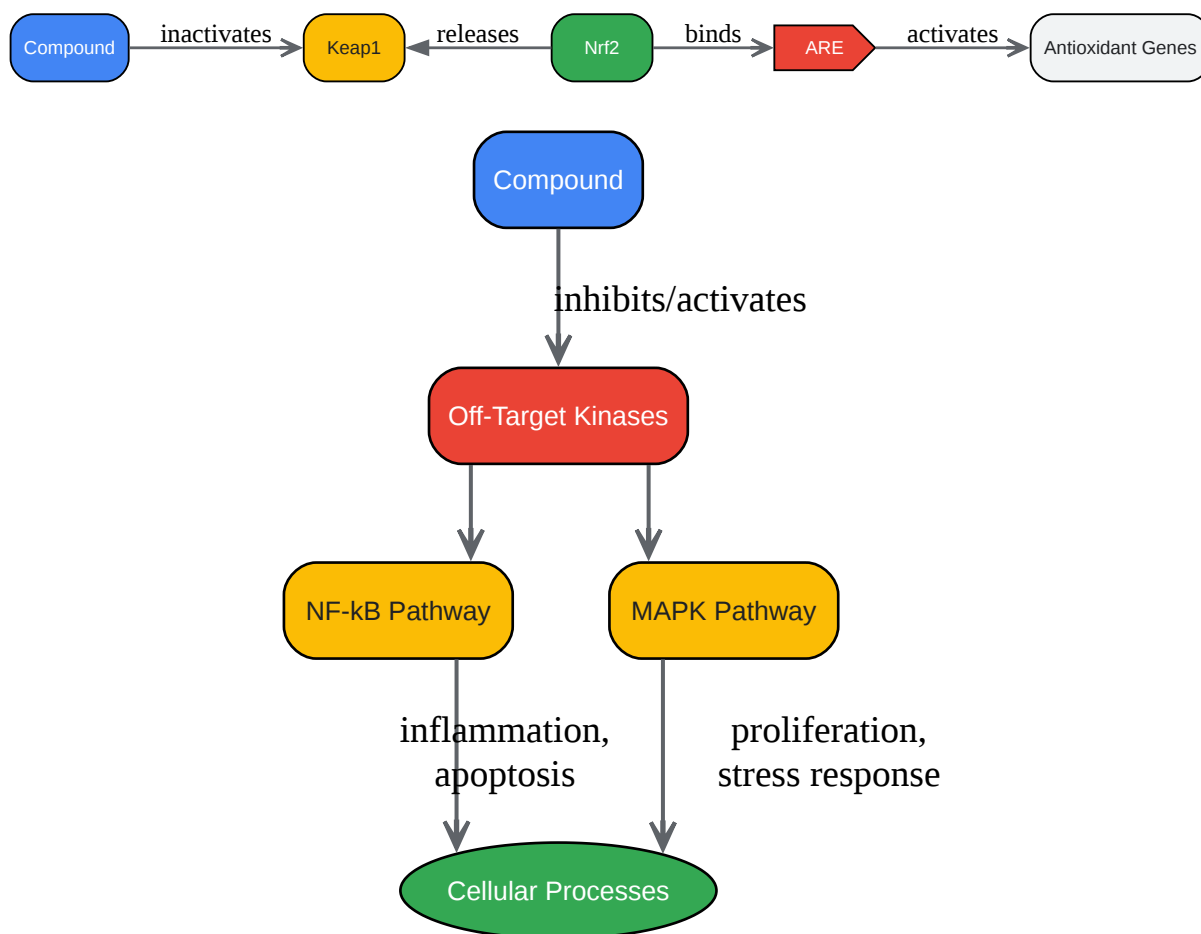 Compound inactivates Keap1 releases Nrf2 binds ARE activates Antioxidant Genes
Compound
inhibits/activates
Off-Target Kinases
NF-kB Pathway MAPK Pathway
inflammation, proliferation,
apoptosis stress response
Cellular Processes